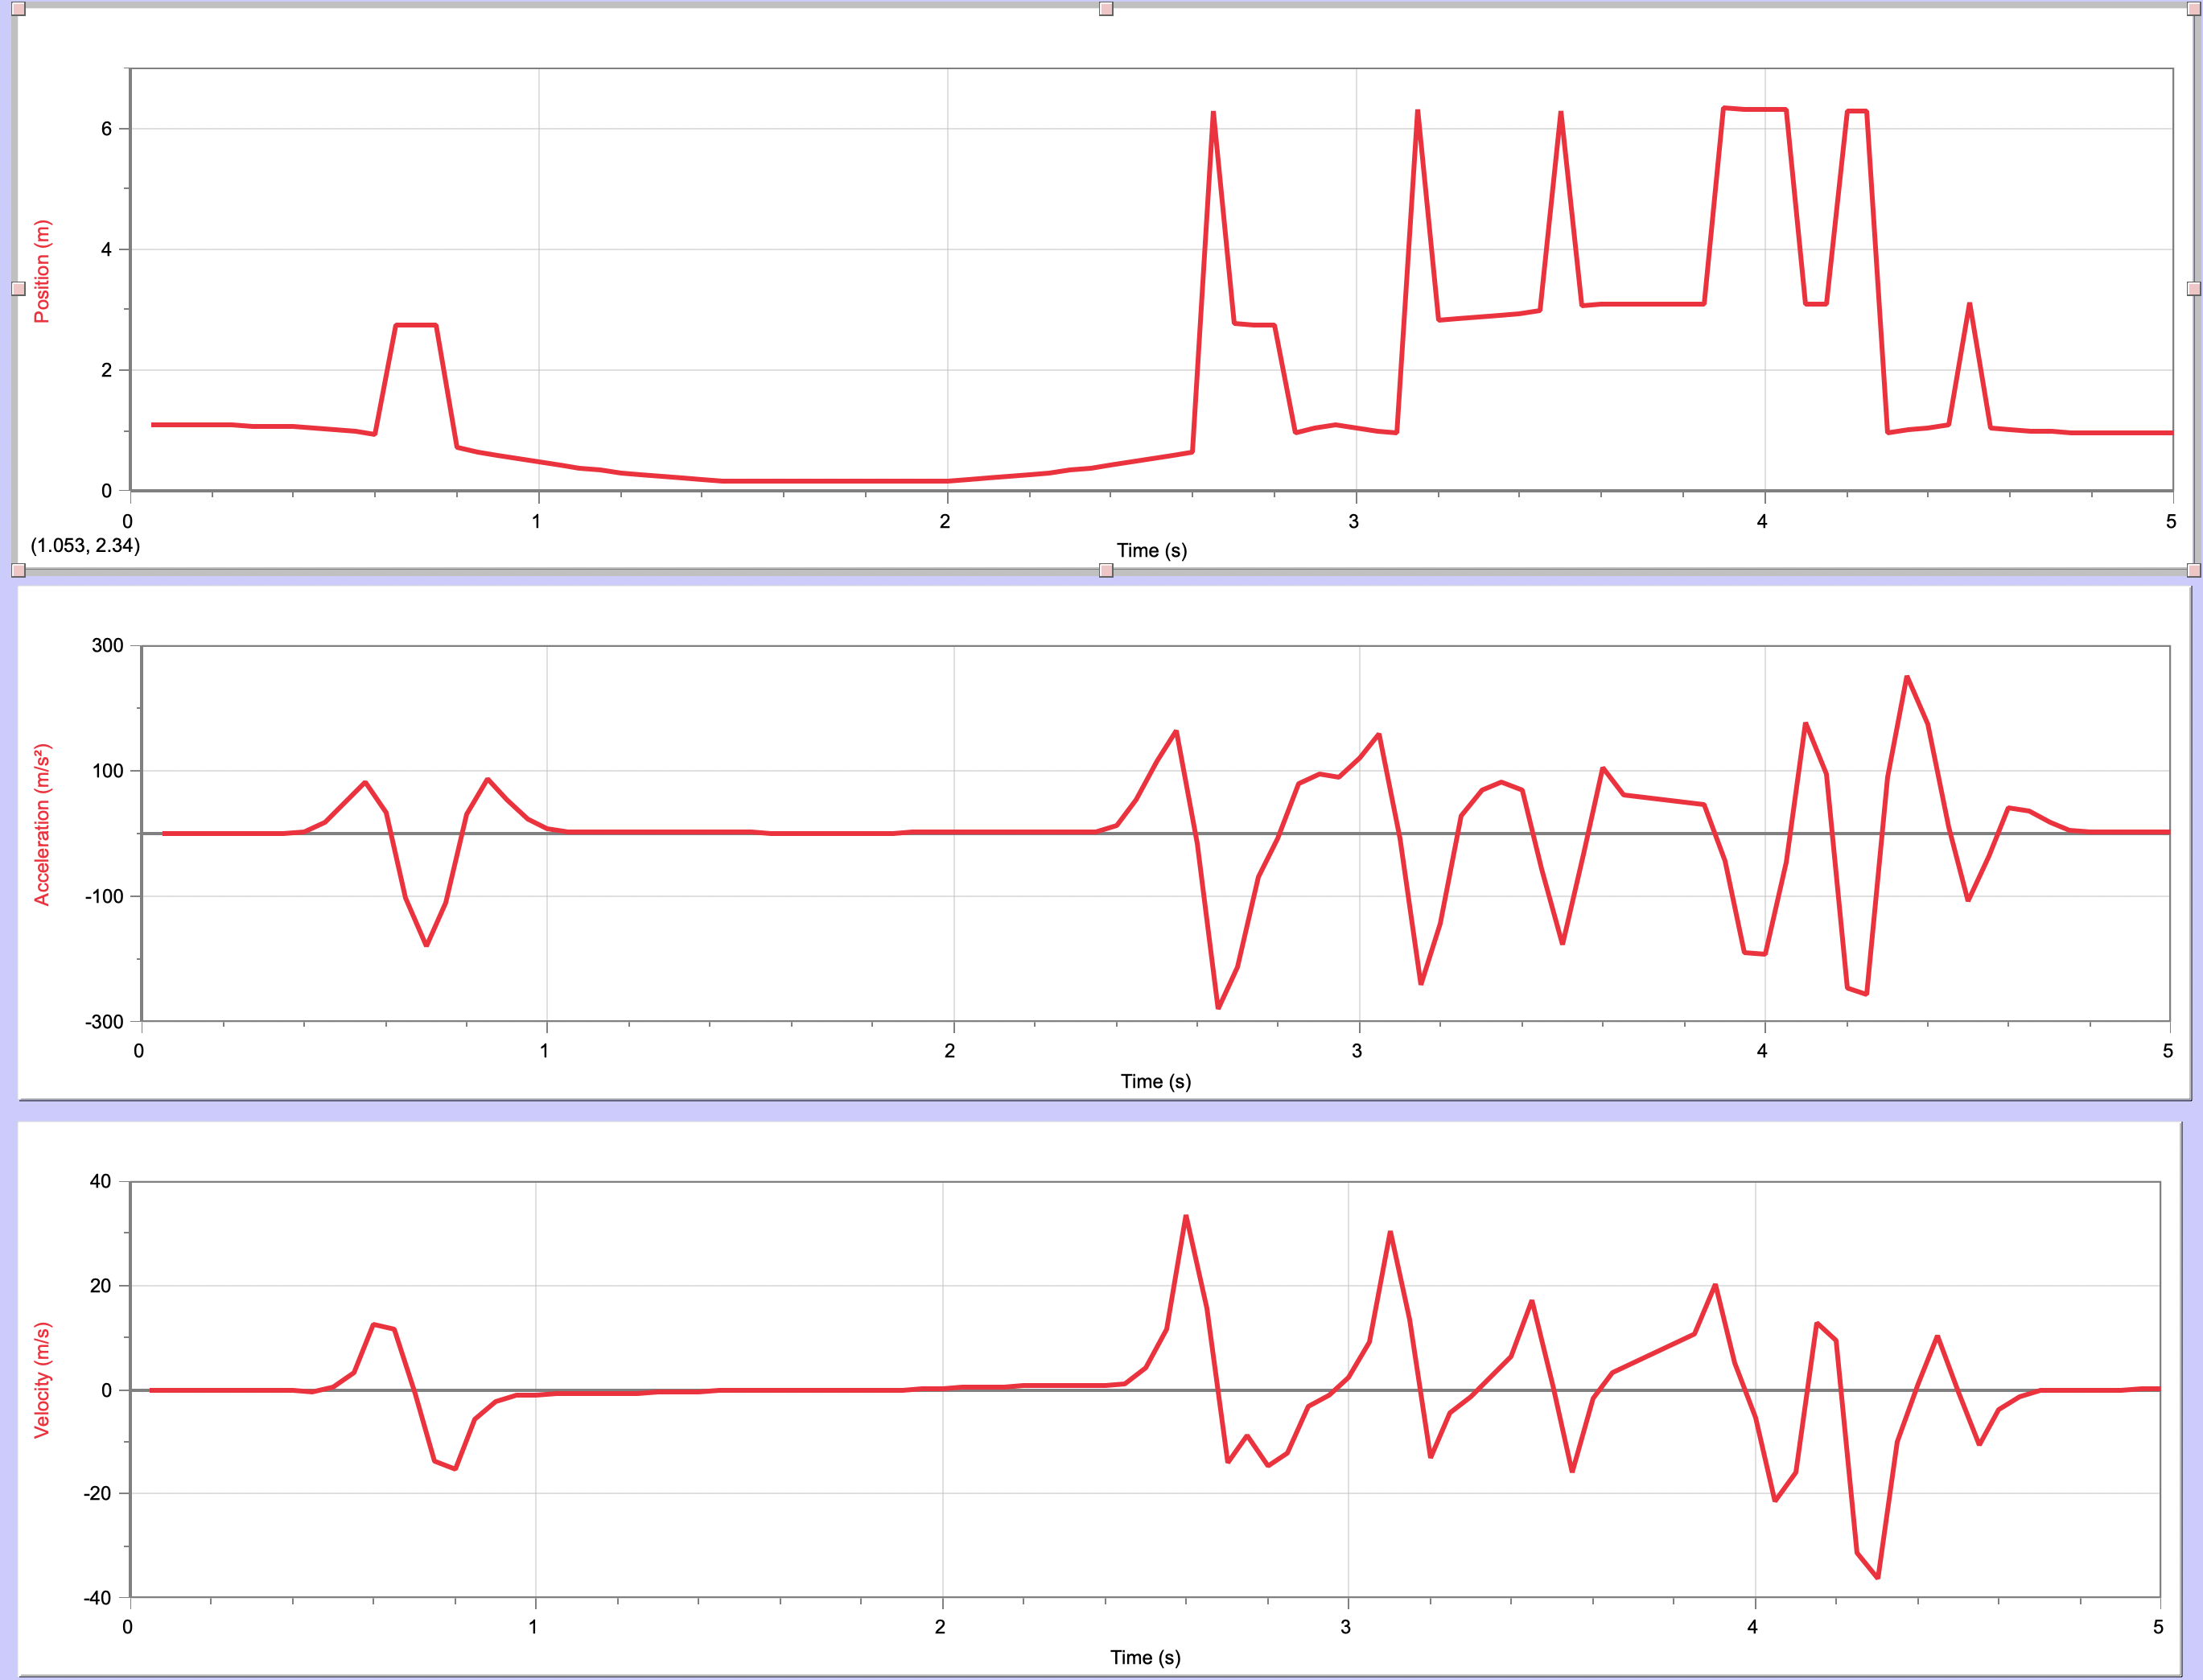 Position (m)
6
4
2
0
0 1 2 3 4 5
(1.053, 2.34)
Time (s)
Acceleration (m/s²)
300
100
-100
-300
0 1 2 3 4 5
Time (s)
Velocity (m/s)
40
20
0
-20
-40
0 1 2 3 4 5
Time (s)